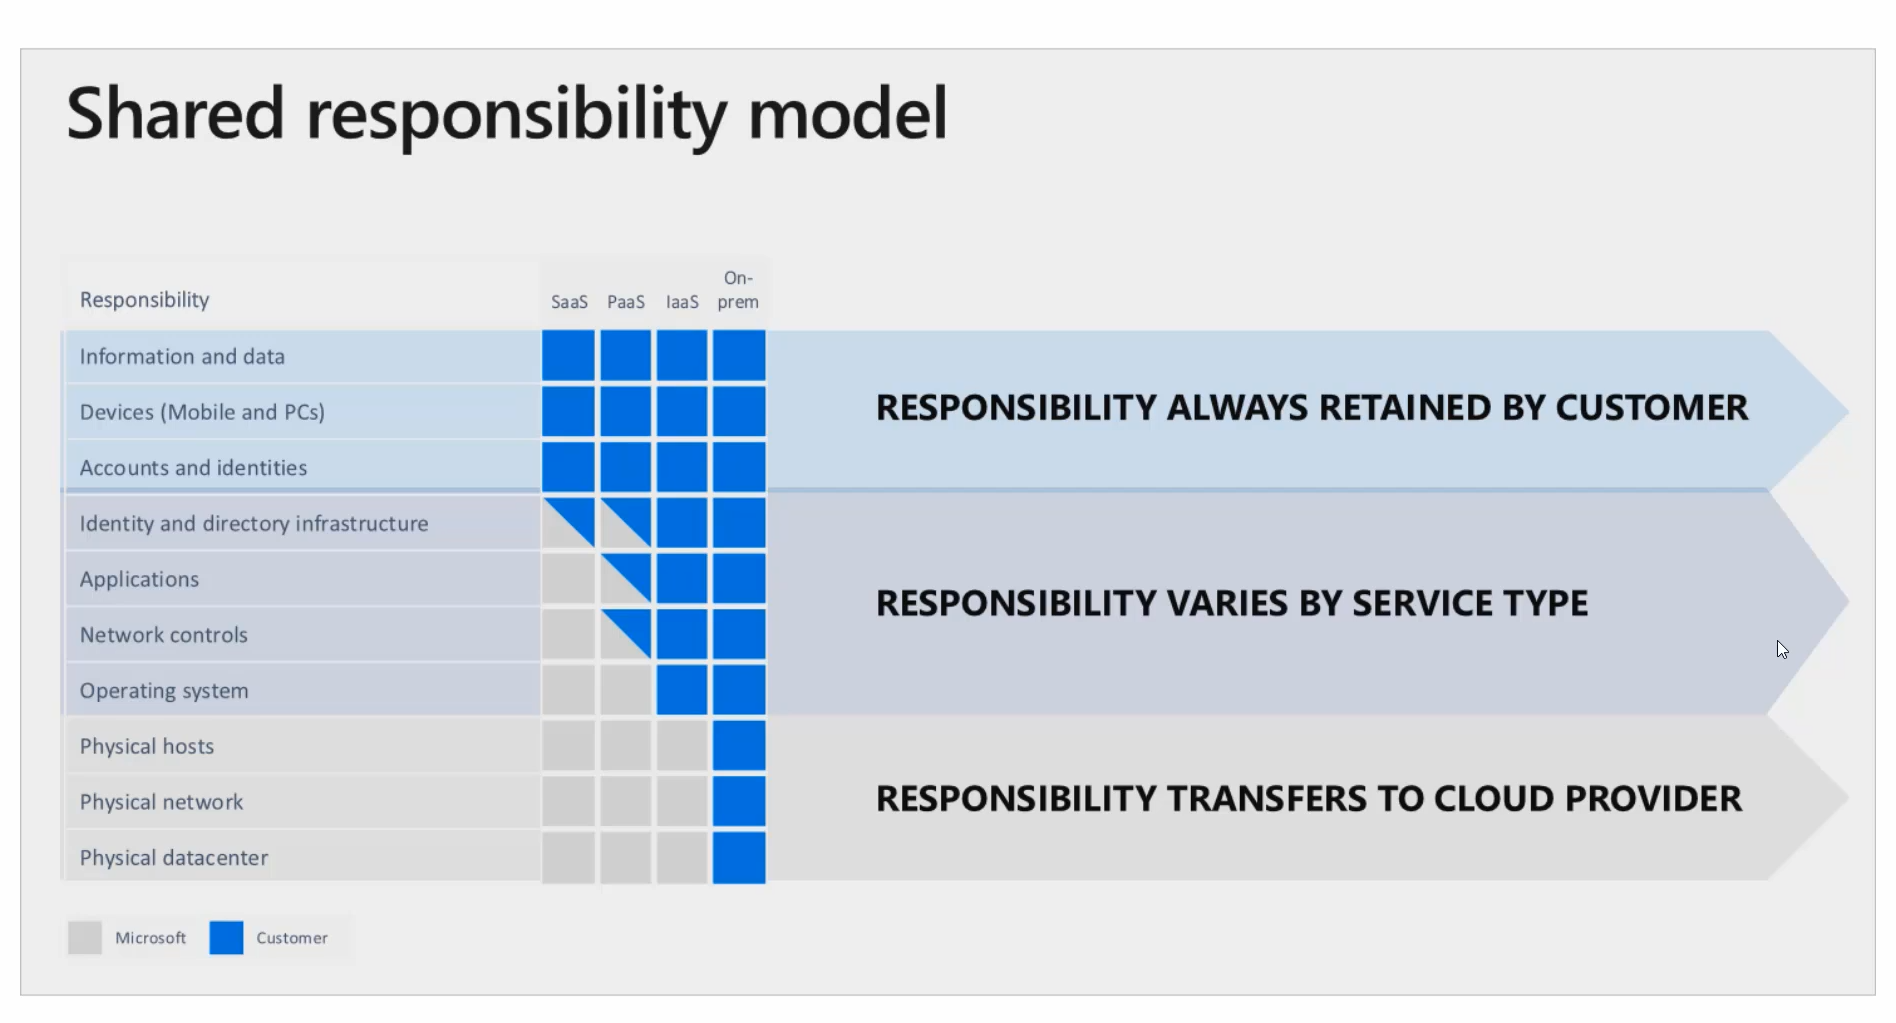 Shared responsibility model
Responsibility
SaaS
PaaS
IaaS
On-
prem
Information and data
Devices (Mobile and PCs)
Accounts and identities
RESPONSIBILITY ALWAYS RETAINED BY CUSTOMER
Identity and directory infrastructure
Applications
Network controls
Operating system
RESPONSIBILITY VARIES BY SERVICE TYPE
Physical hosts
Physical network
Physical datacenter
RESPONSIBILITY TRANSFERS TO CLOUD PROVIDER
Microsoft
Customer